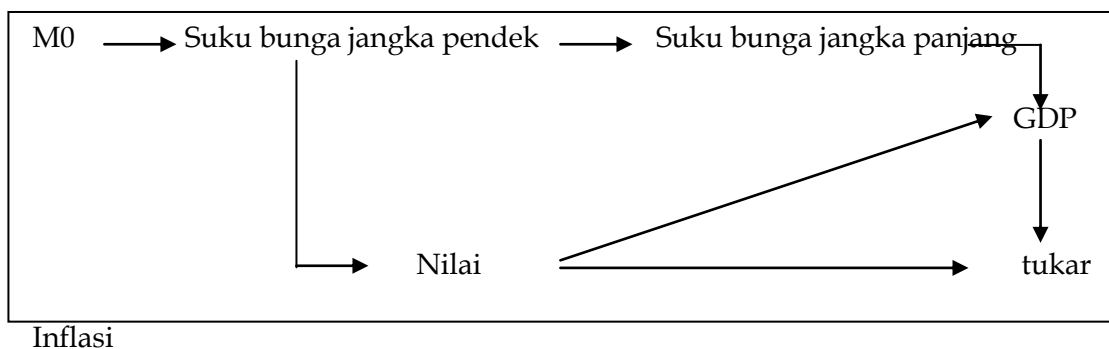 M0 Suku bunga jangka pendek Suku bunga jangka panjang
GDP
Nilai tukar
Inflasi